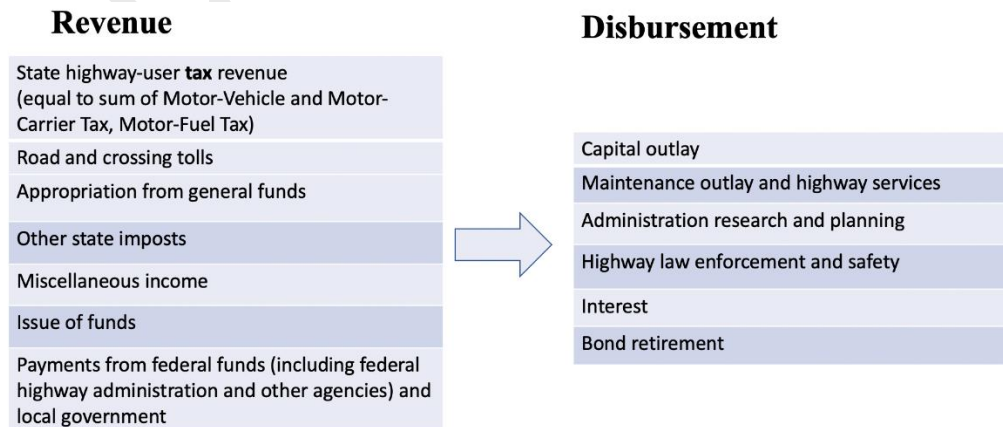 Revenue
State highway-user tax revenue
(equal to sum of Motor-Vehicle and Motor-
Carrier Tax, Motor-Fuel Tax)
Road and crossing tolls
Appropriation from general funds
Other state imposts
Miscellaneous income
Issue of funds
Payments from federal funds (including federal
highway administration and other agencies) and
local government
Disbursement
Capital outlay
Maintenance outlay and highway services
Administration research and planning
Highway law enforcement and safety
Interest
Bond retirement